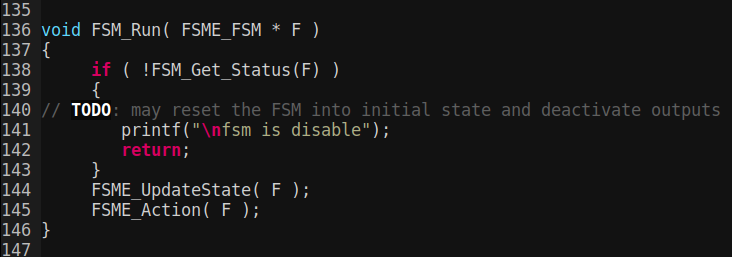 135
136 void FSM_Run( FSME_FSM * F )
137 {
138      if ( !FSM_Get_Status(F) )
139      {
140 // TODO: may reset the FSM into initial state and deactivate outputs
141         printf("\nfsm is disable");
142         return;
143      }
144      FSME_UpdateState( F );
145      FSME_Action( F );
146 }
147